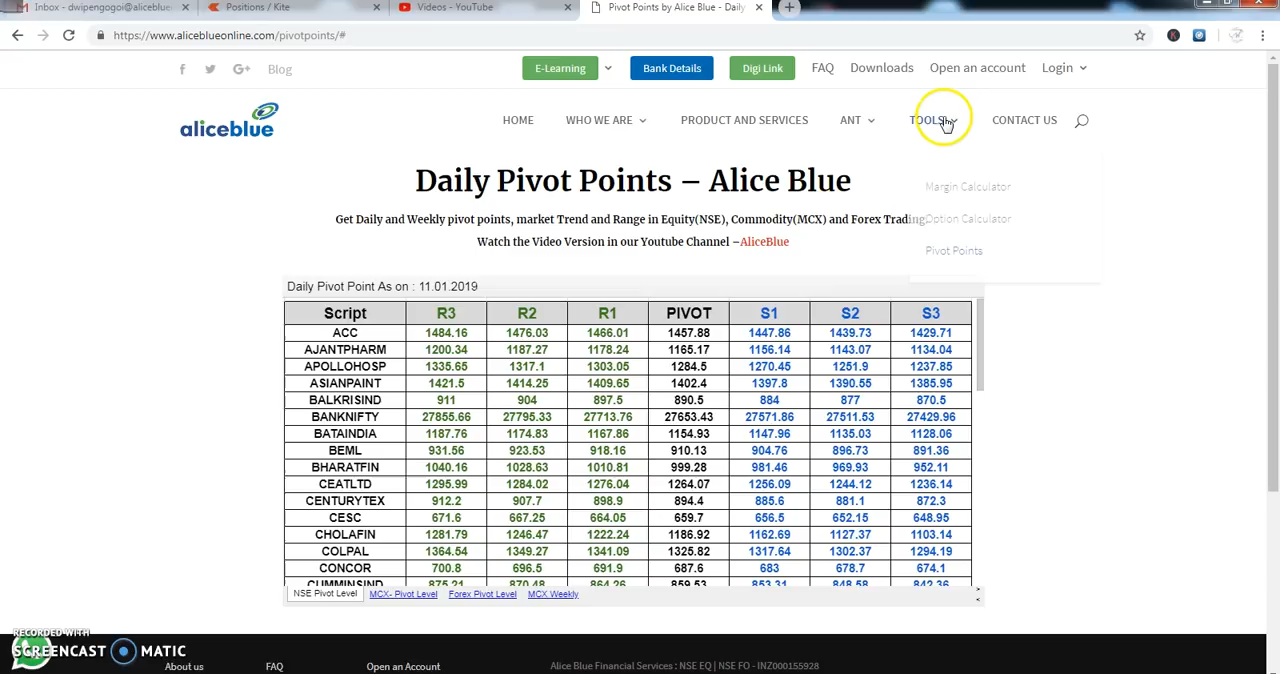 Inbox - dwipengogoi@aliceblue
Positions / Kite
Videos - YouTube
Pivot Points by Alice Blue - Daily
https://www.aliceblueonline.com/pivotpoints/#
Blog
E-Learning
Bank Details
Digi Link
FAQ
Downloads
Open an account
Login
aliceblue
HOME
WHO WE ARE
PRODUCT AND SERVICES
ANT
TOOLS
CONTACT US
Margin Calculator
Option Calculator
Pivot Points
Daily Pivot Points – Alice Blue
Get Daily and Weekly pivot points, market Trend and Range in Equity(NSE), Commodity(MCX) and Forex Trading.
Watch the Video Version in our Youtube Channel –AliceBlue
Daily Pivot Point As on : 11.01.2019
Script R3 R2 R1 PIVOT S1 S2 S3
ACC 1484.16 1476.03 1466.01 1457.88 1447.86 1439.73 1429.71
AJANTPHARM 1200.34 1187.27 1178.24 1165.17 1156.14 1143.07 1134.04
APOLLOHOSP 1335.65 1317.1 1303.05 1284.5 1270.45 1251.9 1237.85
ASIANPAINT 1421.5 1414.25 1409.65 1402.4 1397.8 1390.55 1385.95
BALKRISIND 911 904 897.5 890.5 884 877 870.5
BANKNIFTY 27855.66 27795.33 27713.76 27653.43 27571.86 27511.53 27429.96
BATAINDIA 1187.76 1174.83 1167.86 1154.93 1147.96 1135.03 1128.06
BEML 931.56 923.53 918.16 910.13 904.76 896.73 891.36
BHARATFIN 1040.16 1028.63 1010.81 999.28 981.46 969.93 952.11
CEATLTD 1295.99 1284.02 1276.04 1264.07 1256.09 1244.12 1236.14
CENTURYTEX 912.2 907.7 898.9 894.4 885.6 881.1 872.3
CESC 671.6 667.25 664.05 659.7 656.5 652.15 648.95
CHOLAFIN 1281.79 1246.47 1222.24 1186.92 1162.69 1127.37 1103.14
COLPAL 1364.54 1349.27 1341.09 1325.82 1317.64 1302.37 1294.19
CONCOR 700.8 696.5 691.9 687.6 683 678.7 674.1
CUMMINSIND 875.21 870.48 864.26 859.53 853.31 848.58 842.36
NSE Pivot Level
MCX- Pivot Level
Forex Pivot Level
MCX Weekly
RECORDED WITH
SCREENCAST MATIC
About us
FAQ
Open an Account
Alice Blue Financial Services : NSE EQ | NSE FO - INZ000155928